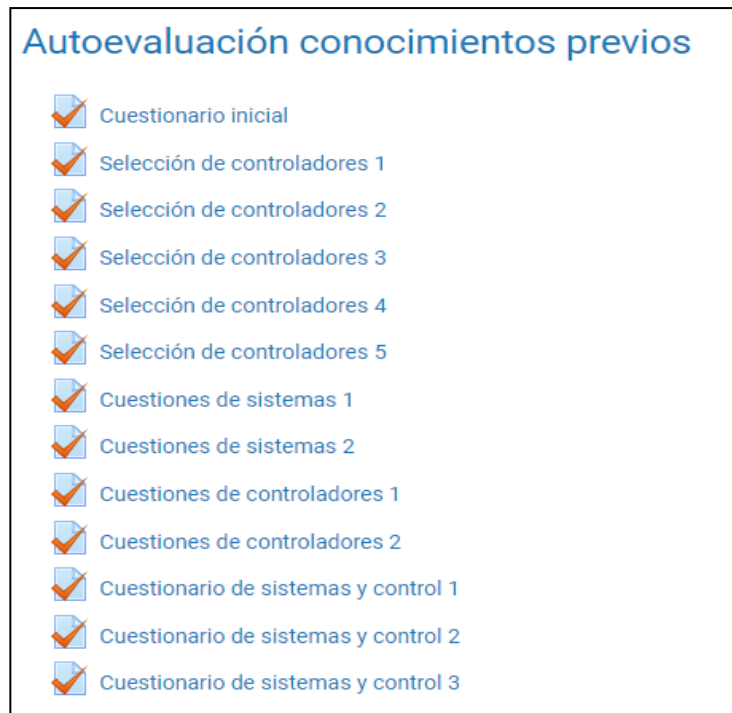 Autoevaluación conocimientos previos
Cuestionario inicial
Selección de controladores 1
Selección de controladores 2
Selección de controladores 3
Selección de controladores 4
Selección de controladores 5
Cuestiones de sistemas 1
Cuestiones de sistemas 2
Cuestiones de controladores 1
Cuestiones de controladores 2
Cuestionario de sistemas y control 1
Cuestionario de sistemas y control 2
Cuestionario de sistemas y control 3